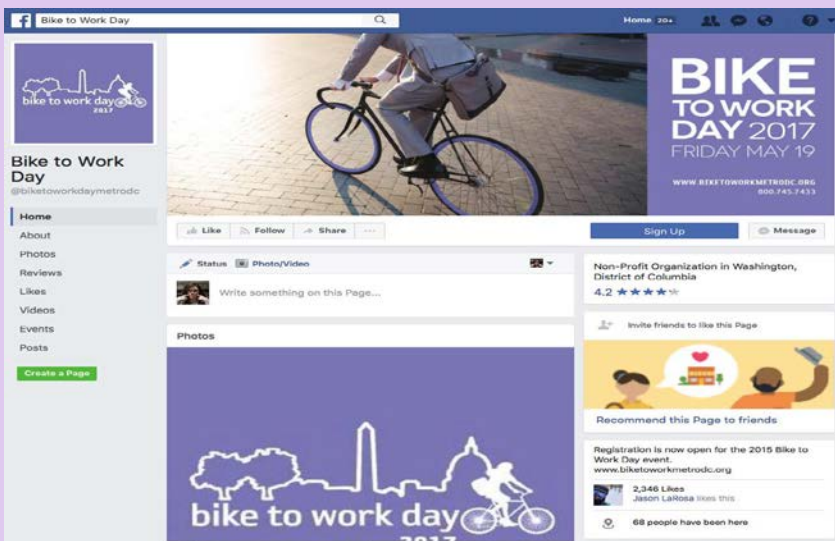 Bike to Work Day
Home 20+
bike to work day
2017
BIKE
TO WORK
DAY 2017
FRIDAY MAY 19
WWW.BIKETOWORKMETRODC.ORG
800.745.7433
Bike to Work
Day
@biketoworkdaymetrodc
Home
About
Photos
Reviews
Likes
Videos
Events
Posts
Create a Page
Like
Follow
Share
Sign Up
Message
Status
Photo/Video
Write something on this Page...
Photos
bike to work day
2017
Non-Profit Organization in Washington,
District of Columbia
4.2
Invite friends to like this Page
Recommend this Page to friends
Registration is now open for the 2015 Bike to
Work Day event.
www.biketoworkmetrodc.org
2,346 Likes
Jason LaRosa likes this
68 people have been here